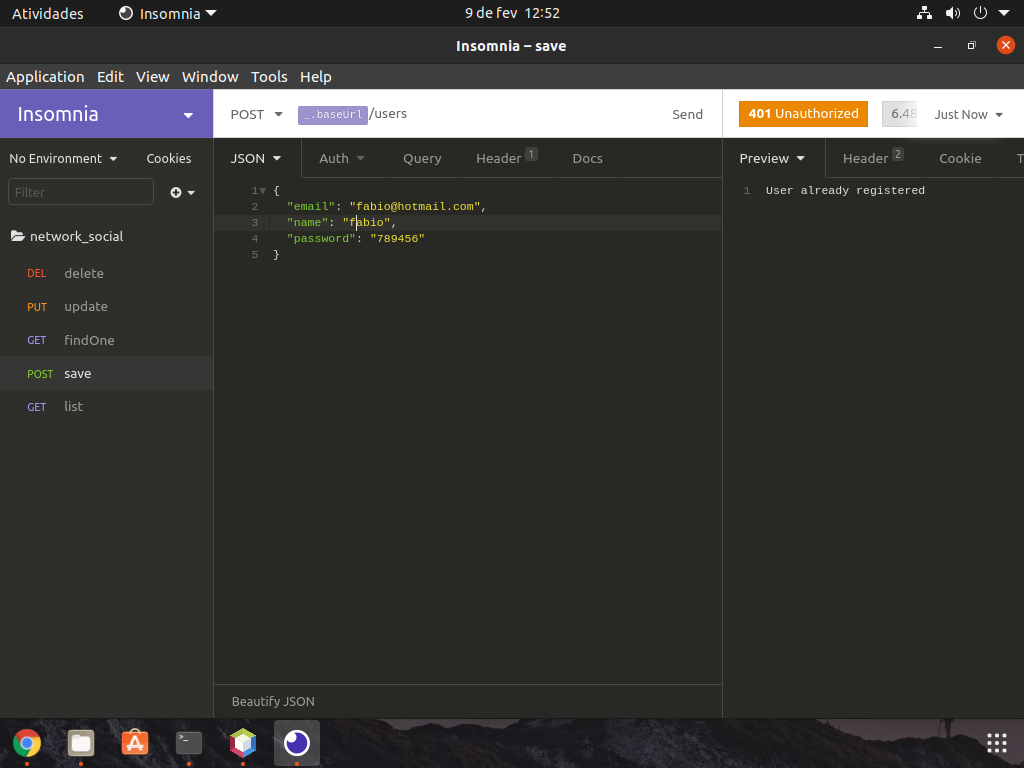 Atividades Insomnia 9 de fev 12:52
Insomnia – save
Application Edit View Window Tools Help
Insomnia POST _.baseUrl /users Send 401 Unauthorized 6.48 Just Now
No Environment Cookies JSON Auth Query Header 1 Docs Preview Header 2 Cookie T
Filter
1 {
2 "email": "fabio@hotmail.com",
3 "name": "fabio",
4 "password": "789456"
5 }
1 User already registered
network_social
DEL delete
PUT update
GET findOne
POST save
GET list
Beautify JSON